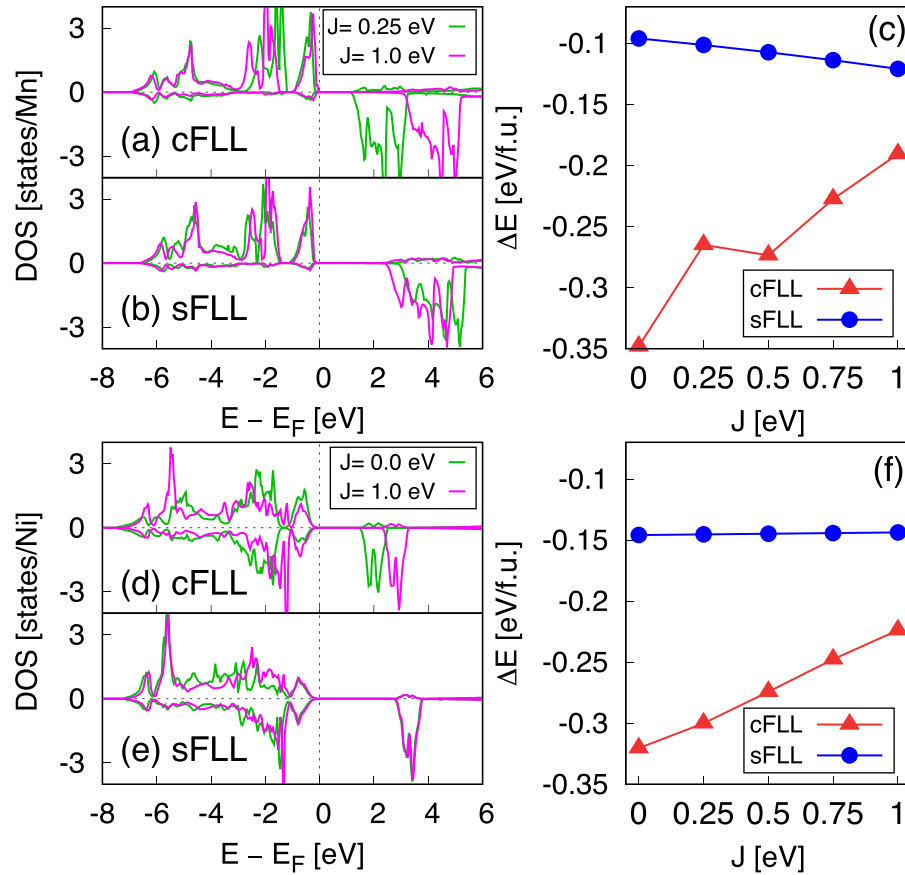 DOS [states/Mn]
3
0
-3
J= 0.25 eV
J= 1.0 eV
(a) cFLL
3
0
-3
(b) sFLL
-8 -6 -4 -2 0 2 4 6
E − E_F [eV]
ΔE [eV/f.u.]
-0.1
-0.15
-0.2
-0.25
-0.3
-0.35
(c)
cFLL
sFLL
0 0.25 0.5 0.75 1
J [eV]
DOS [states/Ni]
3
0
-3
J= 0.0 eV
J= 1.0 eV
(d) cFLL
3
0
-3
(e) sFLL
-8 -6 -4 -2 0 2 4 6
E − E_F [eV]
ΔE [eV/f.u.]
-0.1
-0.15
-0.2
-0.25
-0.3
-0.35
(f)
cFLL
sFLL
0 0.25 0.5 0.75 1
J [eV]